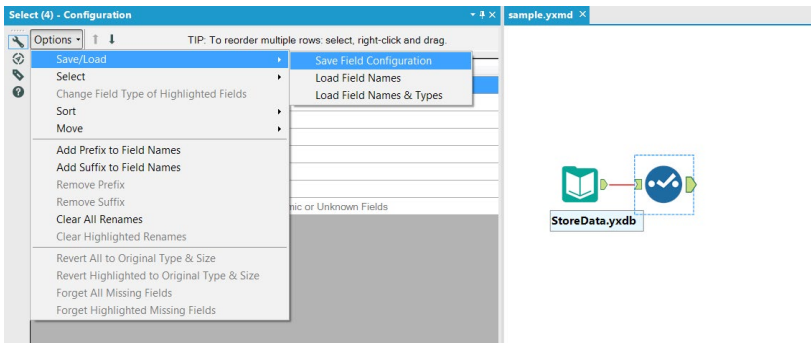 Select (4) - Configuration
sample.yxmd
Options
TIP: To reorder multiple rows: select, right-click and drag.
Save/Load
Save Field Configuration
Select
Load Field Names
Change Field Type of Highlighted Fields
Load Field Names & Types
Sort
Move
Add Prefix to Field Names
Add Suffix to Field Names
Remove Prefix
Remove Suffix
nic or Unknown Fields
Clear All Renames
Clear Highlighted Renames
Revert All to Original Type & Size
Revert Highlighted to Original Type & Size
Forget All Missing Fields
Forget Highlighted Missing Fields
StoreData.yxdb